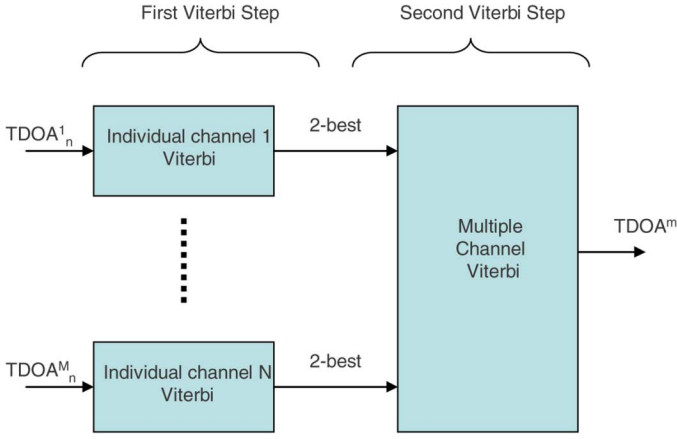 First Viterbi Step
Second Viterbi Step
TDOA¹ₙ
Individual channel 1
Viterbi
2-best
Multiple
Channel
Viterbi
TDOAᵐ
TDOAᴹₙ
Individual channel N
Viterbi
2-best